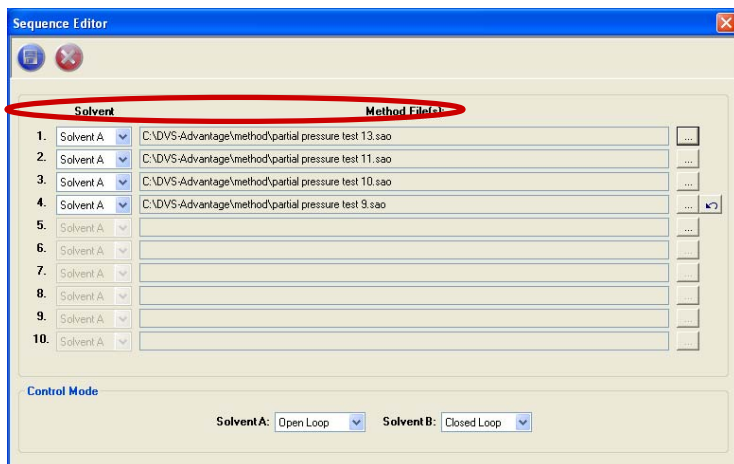 Sequence Editor
Solvent Method File(s):
1. Solvent A C:\DVS-Advantage\method\partial pressure test 13.sao ...
2. Solvent A C:\DVS-Advantage\method\partial pressure test 11.sao ...
3. Solvent A C:\DVS-Advantage\method\partial pressure test 10.sao ...
4. Solvent A C:\DVS-Advantage\method\partial pressure test 9.sao ...
5. Solvent A ...
6. Solvent A ...
7. Solvent A ...
8. Solvent A ...
9. Solvent A ...
10. Solvent A ...
Control Mode
SolventA: Open Loop SolventB: Closed Loop